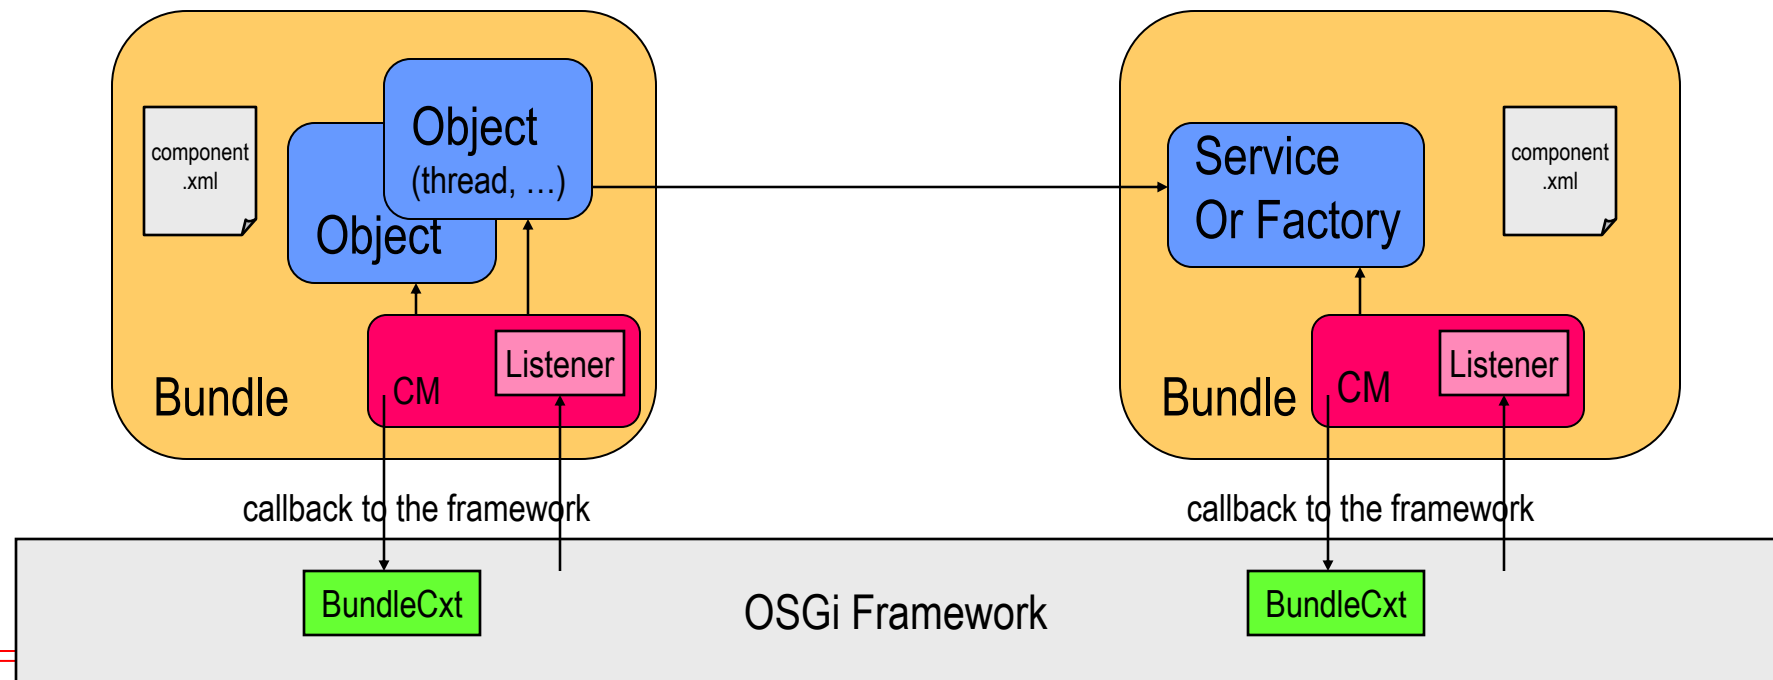 component
.xml
Object
(thread, …)
Object
Listener
CM
Bundle
Service
Or Factory
component
.xml
Listener
CM
Bundle
callback to the framework
callback to the framework
BundleCxt
OSGi Framework
BundleCxt